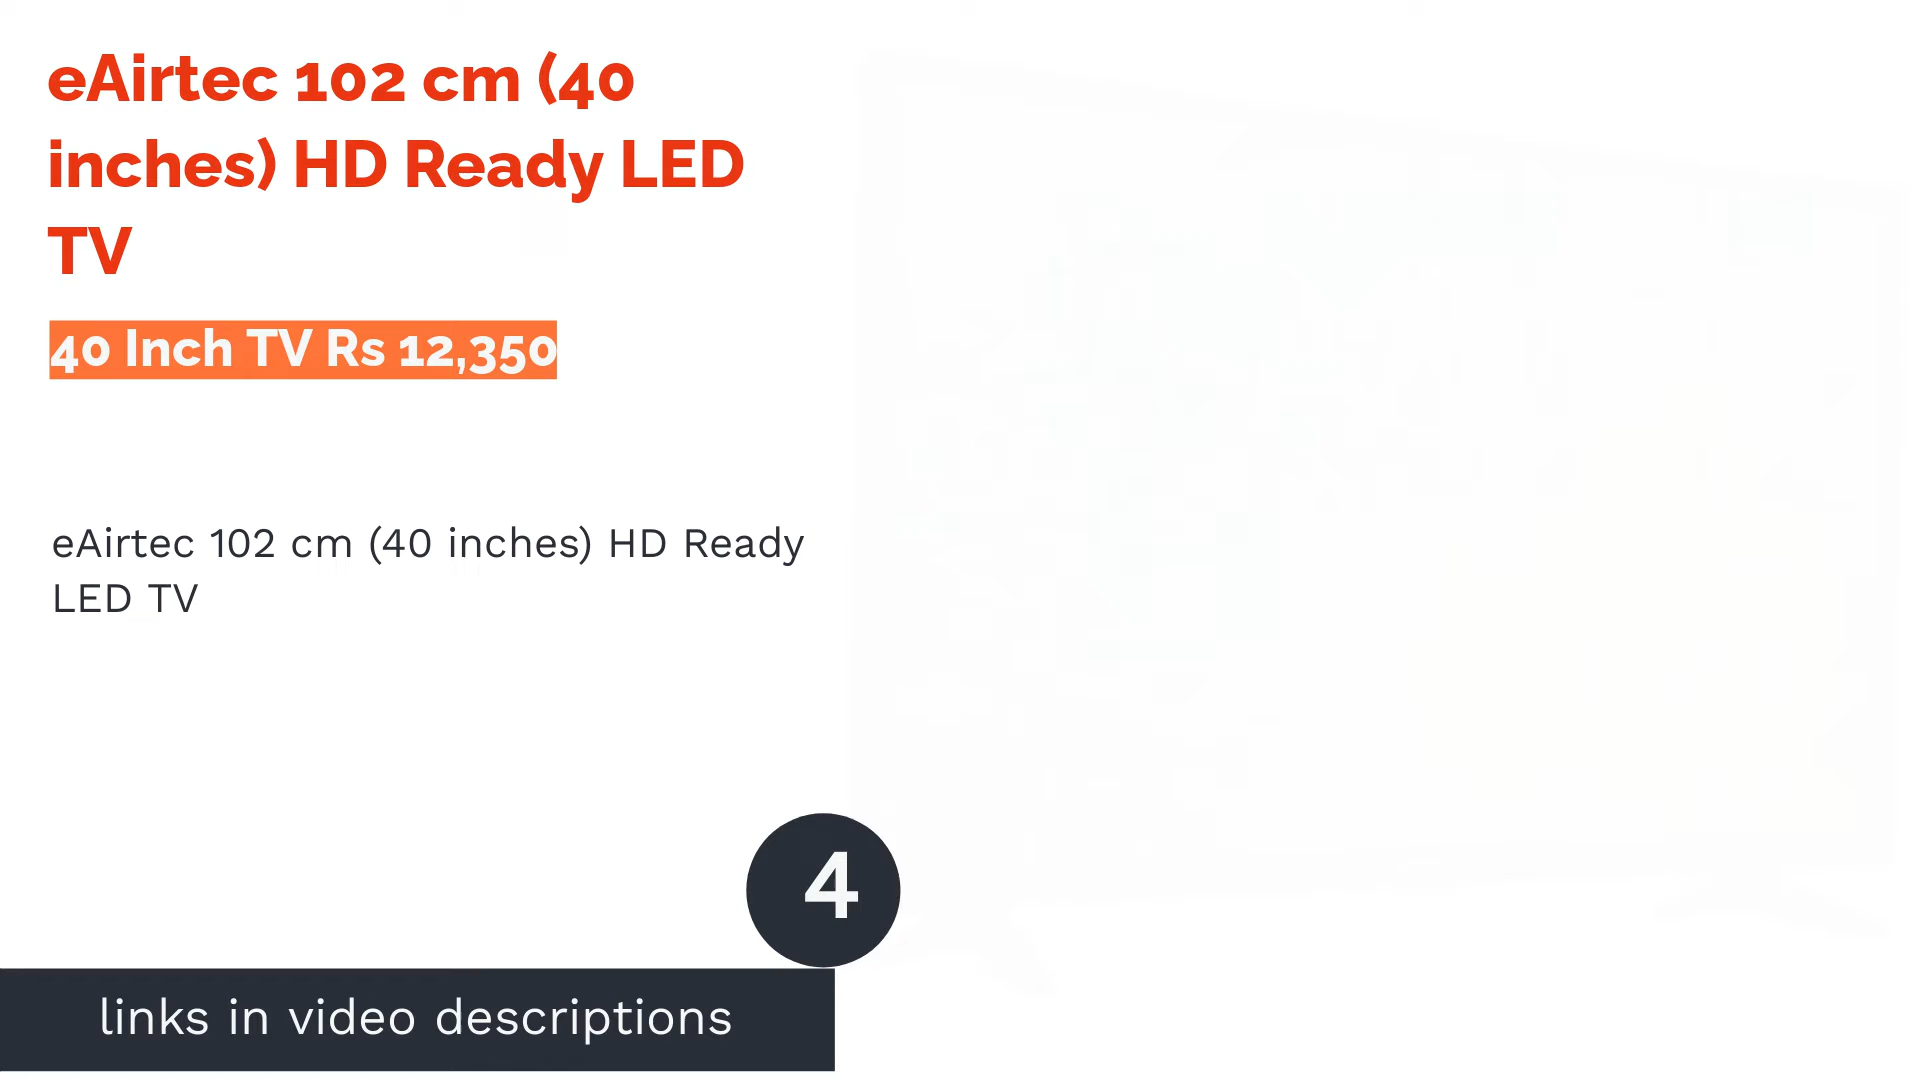 eAirtec 102 cm (40
inches) HD Ready LED
TV
40 Inch TV Rs 12,350
eAirtec 102 cm (40 inches) HD Ready
LED TV
4
links in video descriptions